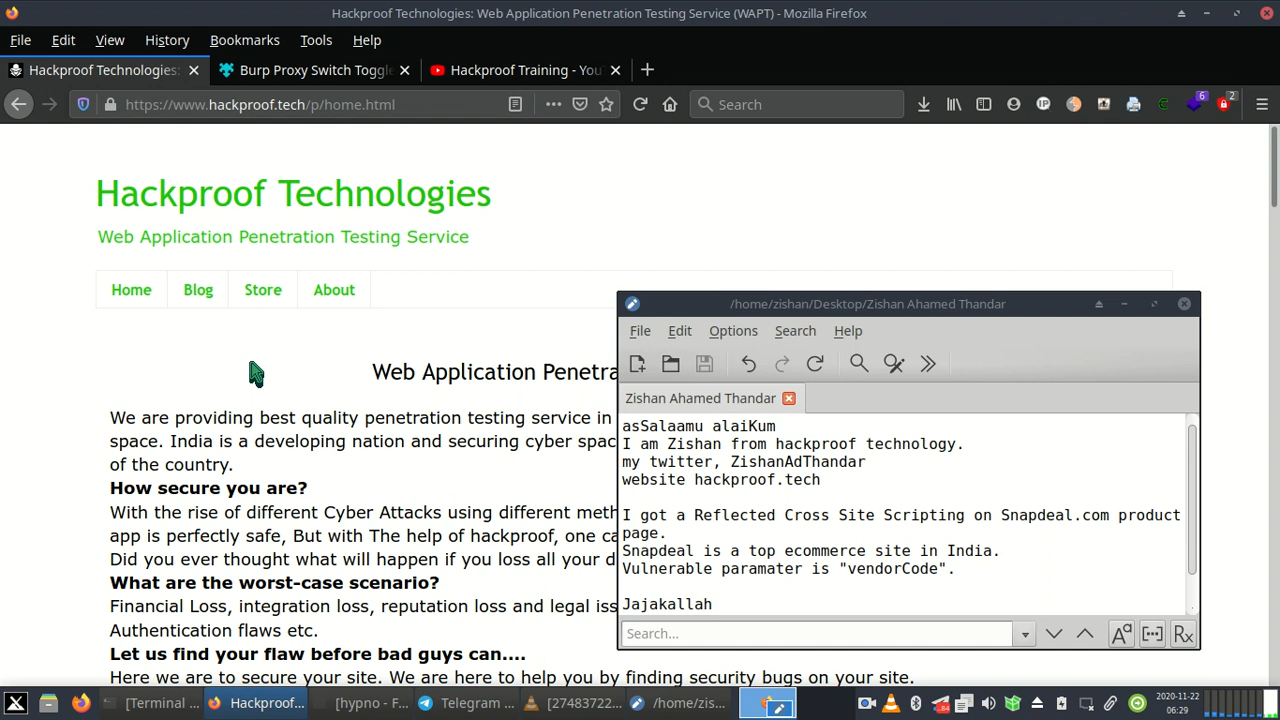 Hackproof Technologies: Web Application Penetration Testing Service (WAPT) - Mozilla Firefox
File Edit View History Bookmarks Tools Help
Hackproof Technologies: Burp Proxy Switch Toggle Hackproof Training - You
https://www.hackproof.tech/p/home.html Search 6 2
Hackproof Technologies
Web Application Penetration Testing Service
Home Blog Store About
Web Application Penetra
We are providing best quality penetration testing service in
space. India is a developing nation and securing cyber spac
of the country.
How secure you are?
With the rise of different Cyber Attacks using different meth
app is perfectly safe, But with The help of hackproof, one ca
Did you ever thought what will happen if you loss all your d
What are the worst-case scenario?
Financial Loss, integration loss, reputation loss and legal iss
Authentication flaws etc.
Let us find your flaw before bad guys can....
Here we are to secure your site. We are here to help you by finding security bugs on your site.
/home/zishan/Desktop/Zishan Ahamed Thandar
File Edit Options Search Help
Zishan Ahamed Thandar
asSalaamu alaiKum
I am Zishan from hackproof technology.
my twitter, ZishanAdThandar
website hackproof.tech
I got a Reflected Cross Site Scripting on Snapdeal.com product
page.
Snapdeal is a top ecommerce site in India.
Vulnerable paramater is "vendorCode".
Jajakallah
Search...
[Terminal ... Hackproof... [hypno - F... Telegram ... [27483722... /home/zis... 2020-11-22
06:29